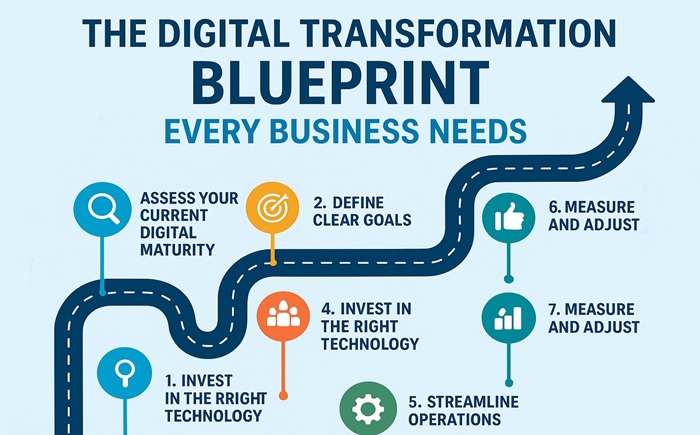 THE DIGITAL TRANSFORMATION
BLUEPRINT
EVERY BUSINESS NEEDS
ASSESS YOUR
CURRENT
DIGITAL
MATURITY
2. DEFINE
CLEAR GOALS
6. MEASURE
AND ADJUST
4. INVEST IN
THE RIGHT
TECHNOLOGY
7. MEASURE
AND ADJUST
1. INVEST
IN THE RRIGHT
TECHNOLOGY
5. STREAMLINE
OPERATIONS